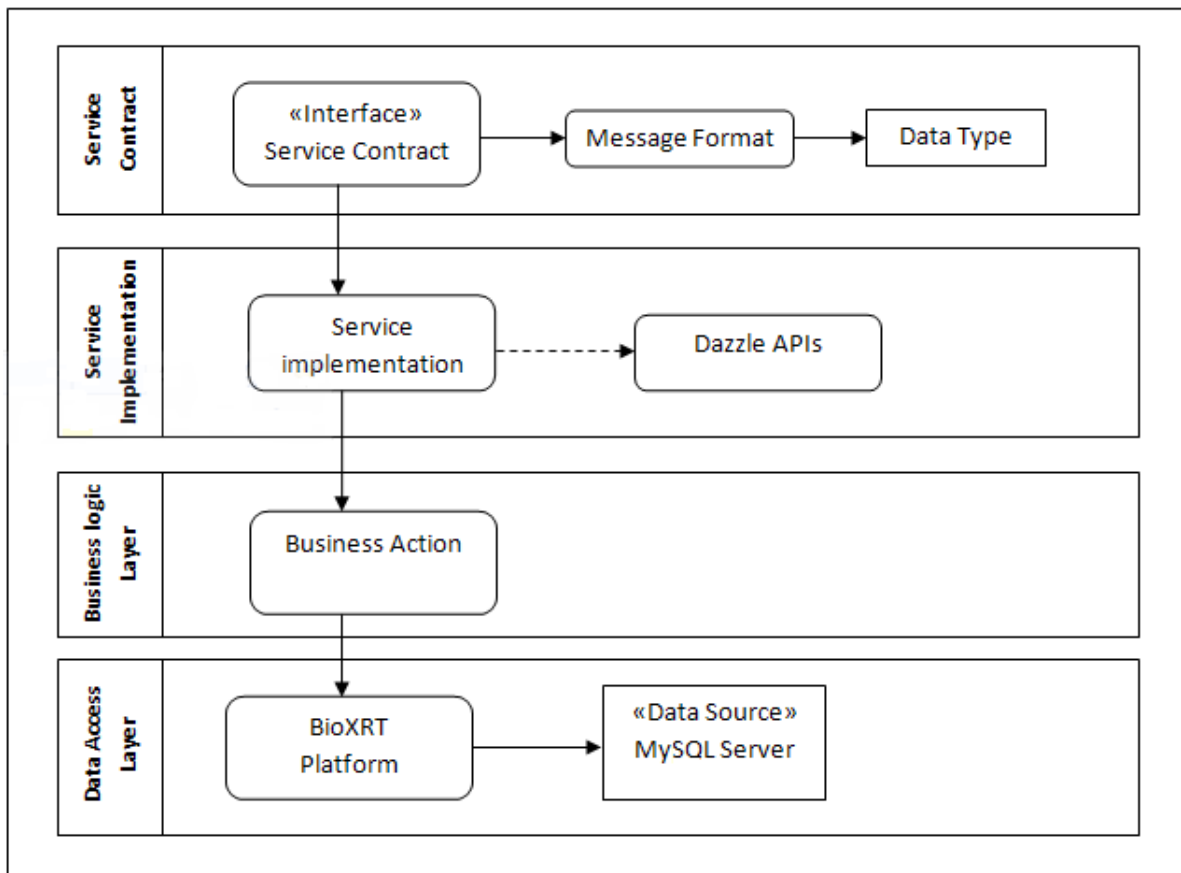 Service
Contract
«Interface»
Service Contract
Message Format
Data Type
Service
Implementation
Service
implementation
Dazzle APIs
Business logic
Layer
Business Action
Data Access
Layer
BioXRT
Platform
«Data Source»
MySQL Server